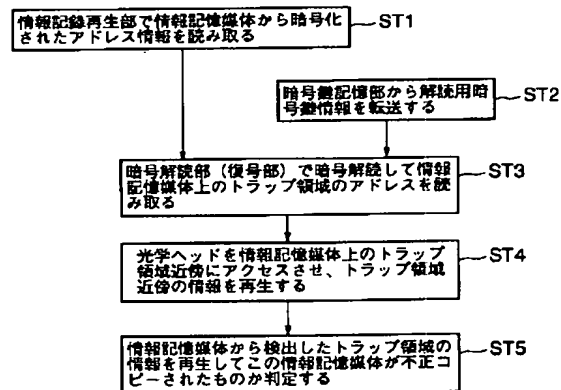 情報記録再生部で情報記憶媒体から暗号化
されたアドレス情報を読み取る
ST1
暗号鍵記憶部から解読用暗
号鍵情報を転送する
ST2
暗号解読部（復号部）で暗号解読して情報
記憶媒体上のトラップ領域のアドレスを読
み取る
ST3
光学ヘッドを情報記憶媒体上のトラップ
領域近傍にアクセスさせ、トラップ領域
近傍の情報を再生する
ST4
情報記憶媒体から検出したトラップ領域の
情報を再生してこの情報記憶媒体が不正コ
ピーされたものか判定する
ST5